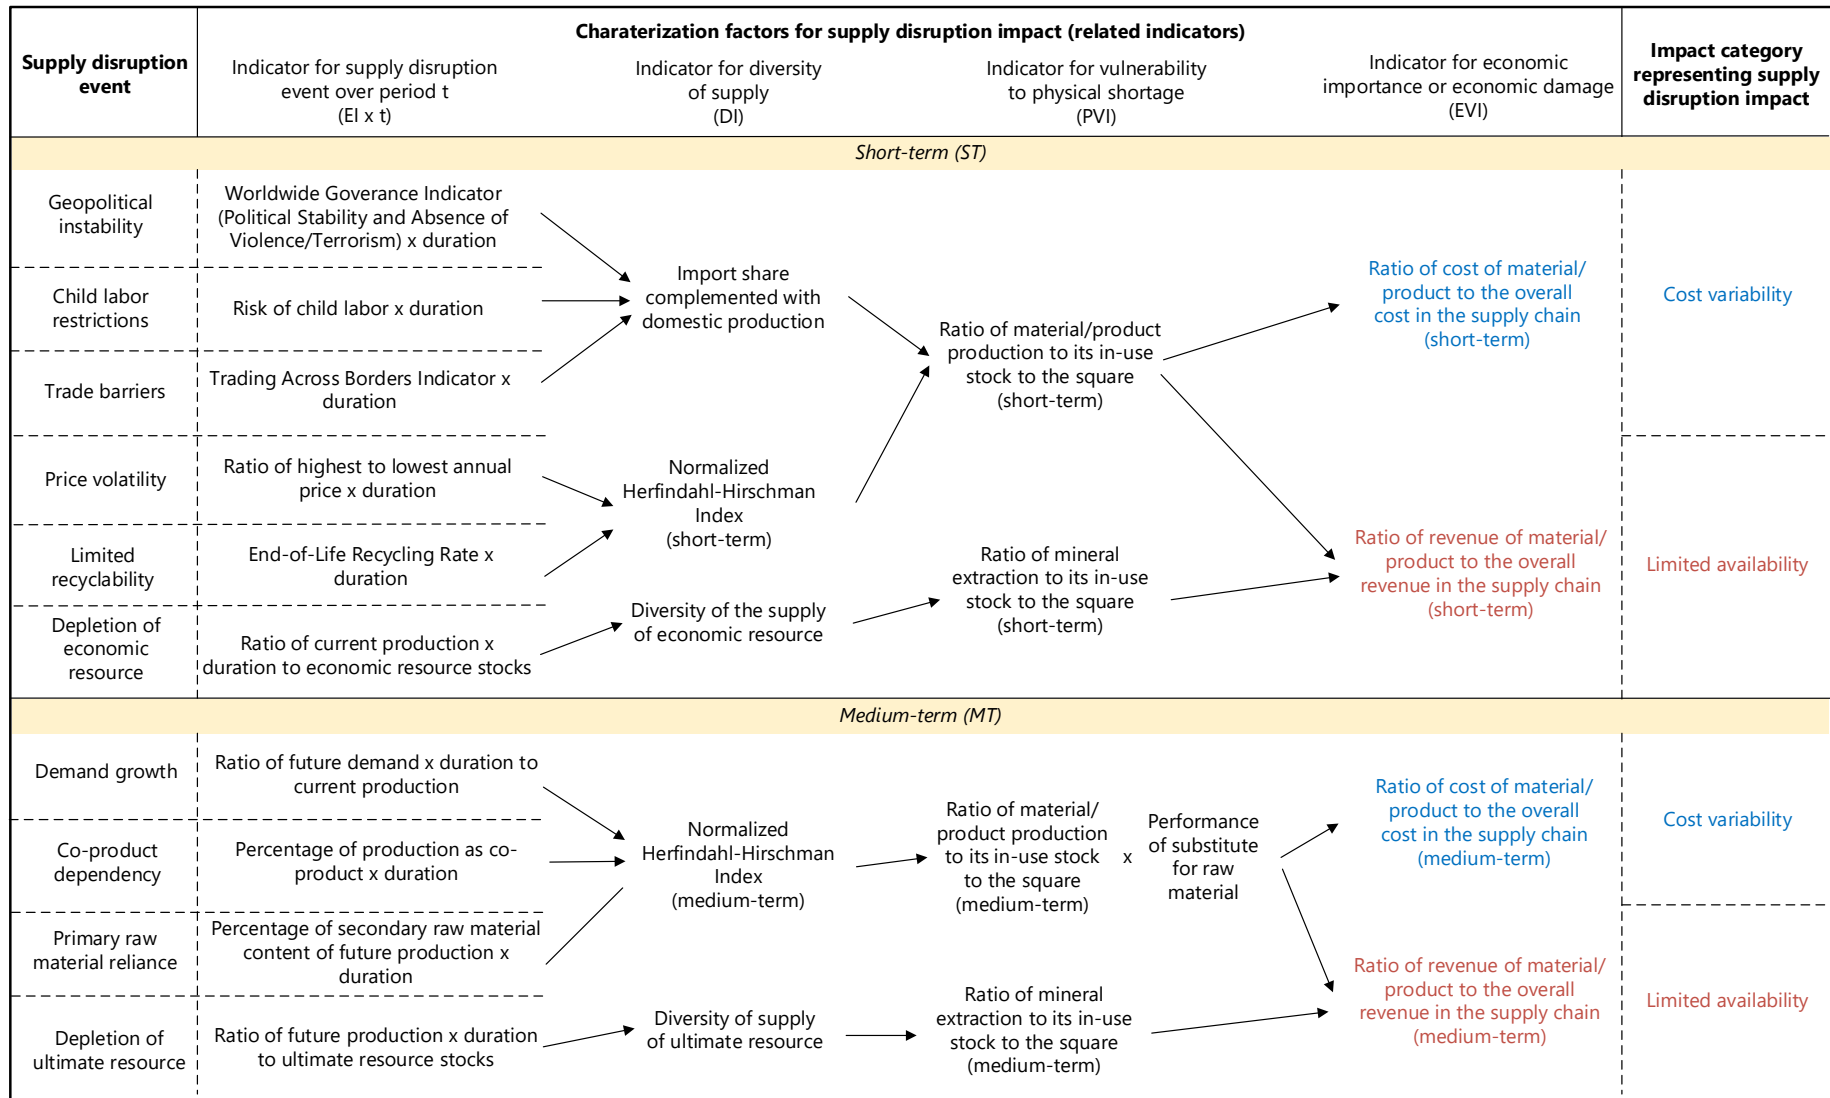 Charaterization factors for supply disruption impact (related indicators)
Supply disruption
event
Indicator for supply disruption
event over period t
(EI x t)
Indicator for diversity
of supply
(DI)
Indicator for vulnerability
to physical shortage
(PVI)
Indicator for economic
importance or economic damage
(EVI)
Impact category
representing supply
disruption impact
Short-term (ST)
Geopolitical
instability
Worldwide Goverance Indicator
(Political Stability and Absence of
Violence/Terrorism) x duration
Child labor
restrictions
Risk of child labor x duration
Trade barriers
Trading Across Borders Indicator x
duration
Import share
complemented with
domestic production
Price volatility
Ratio of highest to lowest annual
price x duration
Limited
recyclability
End-of-Life Recycling Rate x
duration
Normalized
Herfindahl-Hirschman
Index
(short-term)
Depletion of
economic
resource
Ratio of current production x
duration to economic resource stocks
Diversity of the supply
of economic resource
Ratio of material/product
production to its in-use
stock to the square
(short-term)
Ratio of mineral
extraction to its in-use
stock to the square
(short-term)
Ratio of cost of material/
product to the overall
cost in the supply chain
(short-term)
Cost variability
Ratio of revenue of material/
product to the overall
revenue in the supply chain
(short-term)
Limited availability
Medium-term (MT)
Demand growth
Ratio of future demand x duration to
current production
Co-product
dependency
Percentage of production as co-
product x duration
Primary raw
material reliance
Percentage of secondary raw material
content of future production x
duration
Normalized
Herfindahl-Hirschman
Index
(medium-term)
Depletion of
ultimate resource
Ratio of future production x duration
to ultimate resource stocks
Diversity of supply
of ultimate resource
Ratio of material/
product production
to its in-use stock
to the square
(medium-term)
x
Performance
of substitute
for raw
material
Ratio of mineral
extraction to its in-use
stock to the square
(medium-term)
Ratio of cost of material/
product to the overall
cost in the supply chain
(medium-term)
Cost variability
Ratio of revenue of material/
product to the overall
revenue in the supply chain
(medium-term)
Limited availability